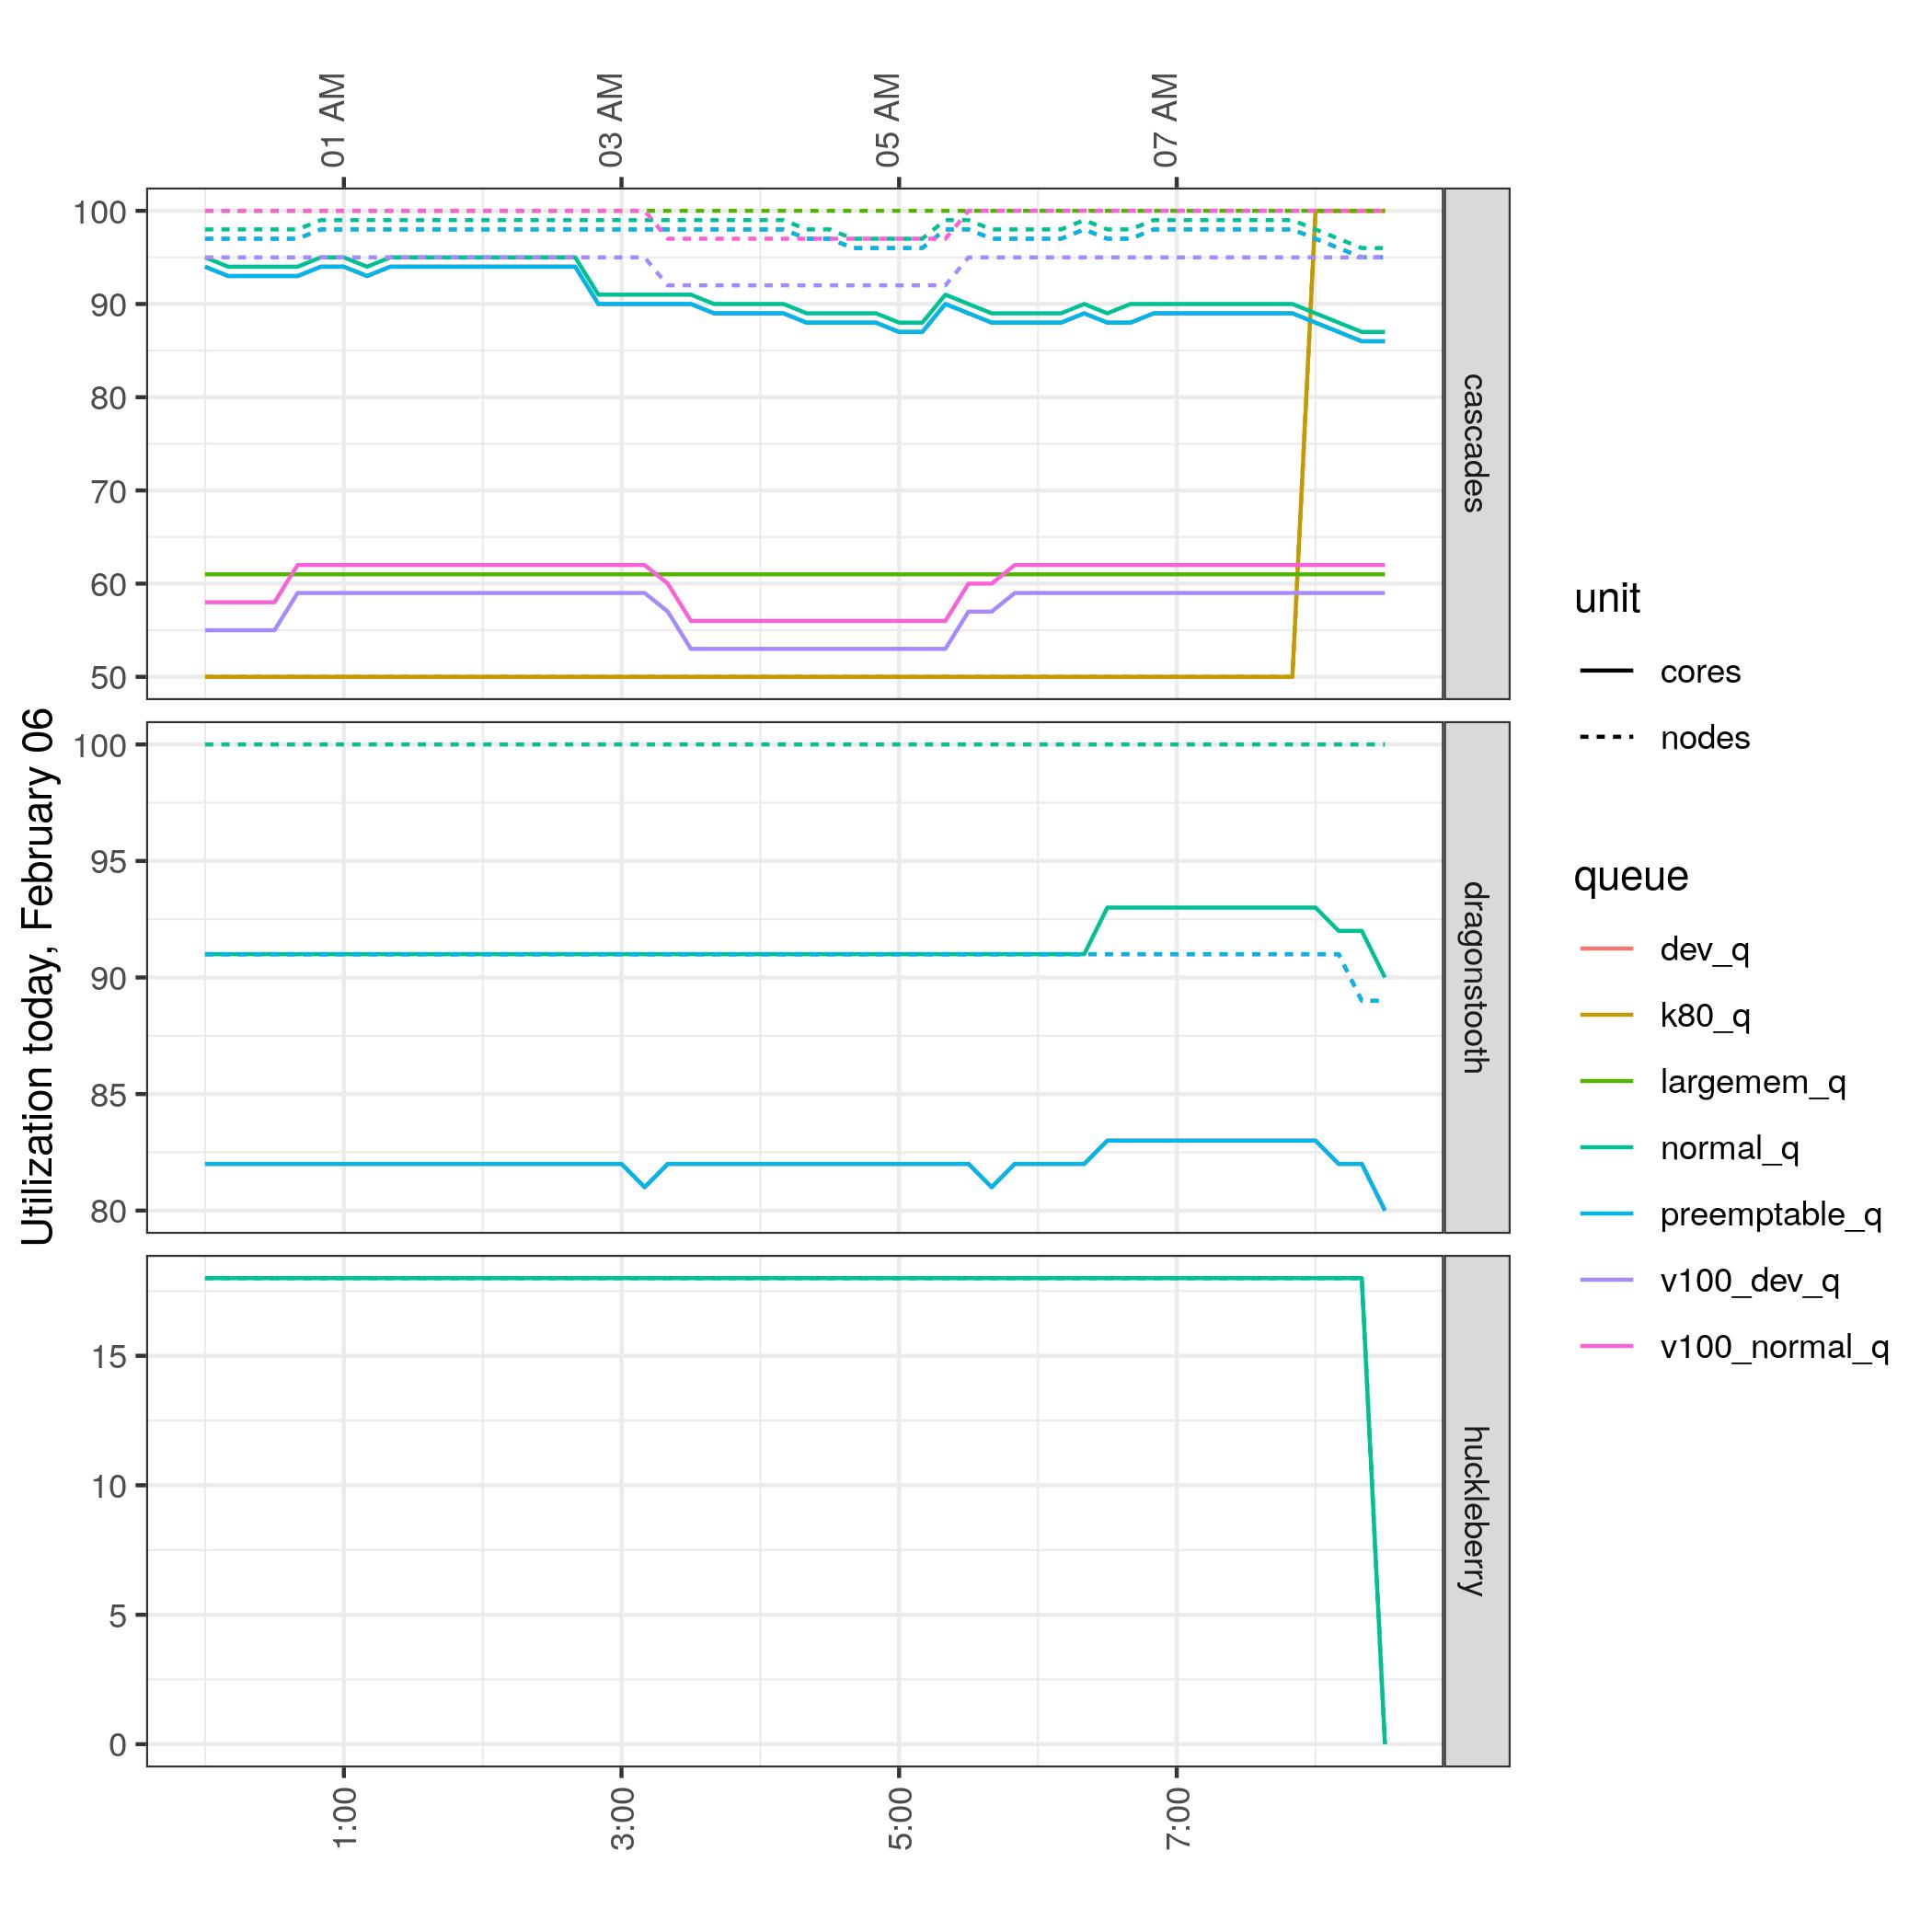 01 AM
03 AM
05 AM
07 AM
Utilization today, February 06
100
90
80
70
60
50
cascades
100
95
90
85
80
dragonstooth
15
10
5
0
huckleberry
1:00
3:00
5:00
7:00
unit
cores
nodes
queue
dev_q
k80_q
largemem_q
normal_q
preemptable_q
v100_dev_q
v100_normal_q